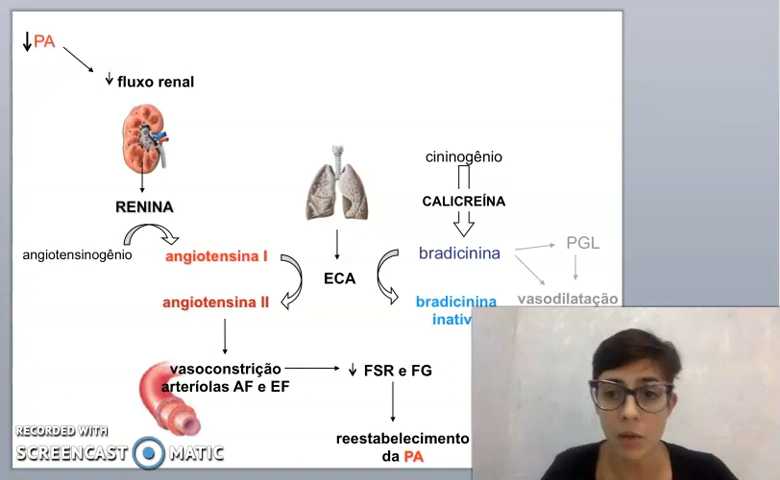 ↓PA
↓ fluxo renal
cininogênio
RENINA
CALICREÍNA
angiotensinogênio
angiotensina I
ECA
bradicinina
PGL
angiotensina II
bradicinina
inativ
vasodilatação
vasoconstrição
arteríolas AF e EF
↓ FSR e FG
reestabelecimento
da PA
RECORDED WITH
SCREENCAST MATIC